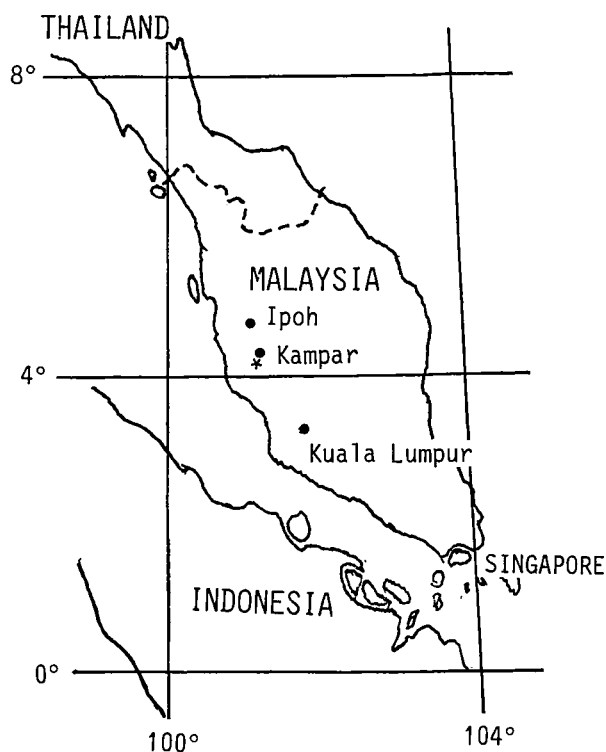 THAILAND
8°
MALAYSIA
Ipoh
Kampar
4°
Kuala Lumpur
SINGAPORE
INDONESIA
0°
100°
104°